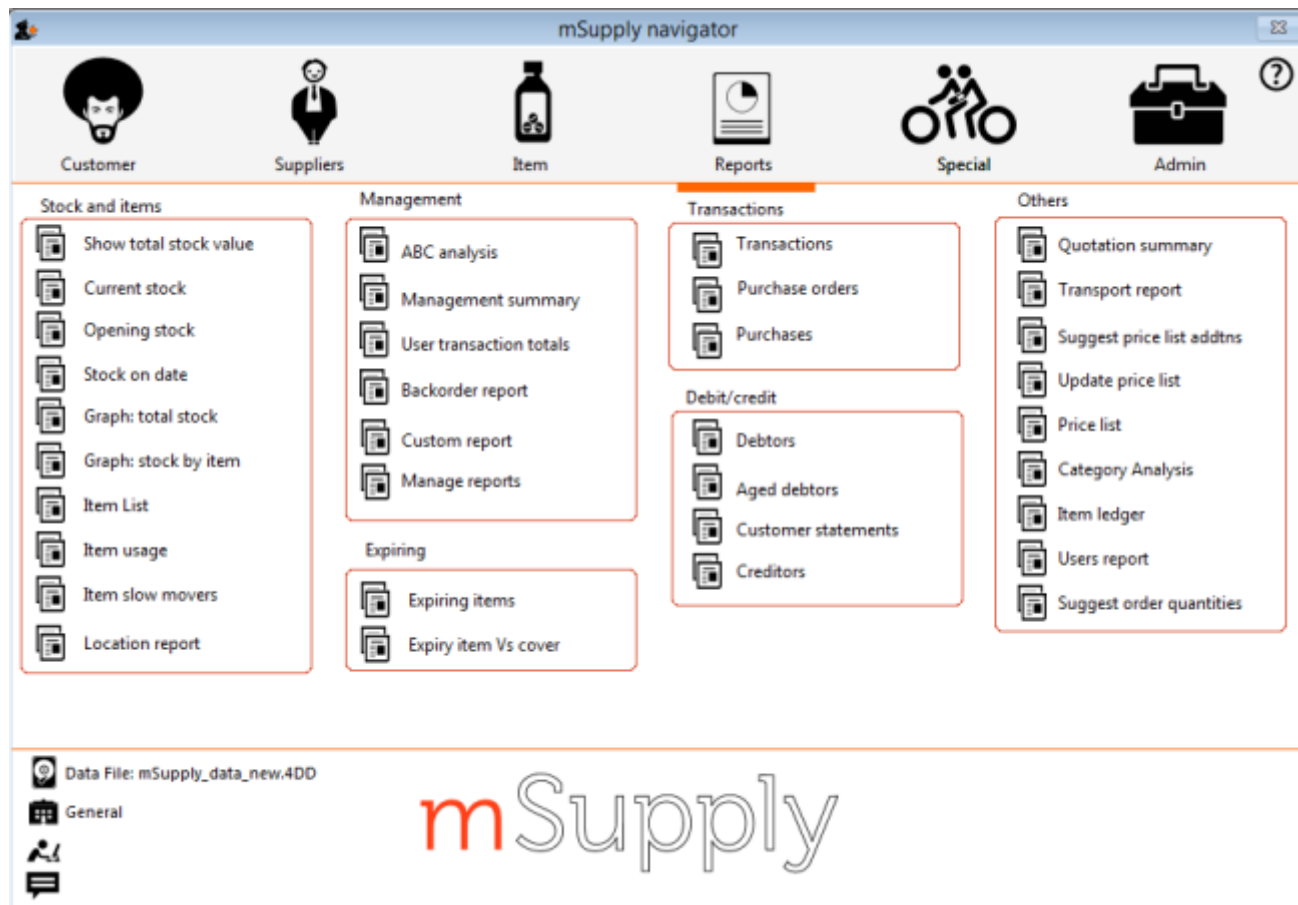 mSupply navigator
?
Customer
Suppliers
Item
Reports
Special
Admin
Stock and items
Show total stock value
Current stock
Opening stock
Stock on date
Graph: total stock
Graph: stock by item
Item List
Item usage
Item slow movers
Location report
Management
ABC analysis
Management summary
User transaction totals
Backorder report
Custom report
Manage reports
Expiring
Expiring items
Expiry item Vs cover
Transactions
Transactions
Purchase orders
Purchases
Debit/credit
Debtors
Aged debtors
Customer statements
Creditors
Others
Quotation summary
Transport report
Suggest price list addtns
Update price list
Price list
Category Analysis
Item ledger
Users report
Suggest order quantities
Data File: mSupply_data_new.4DD
General
mSupply